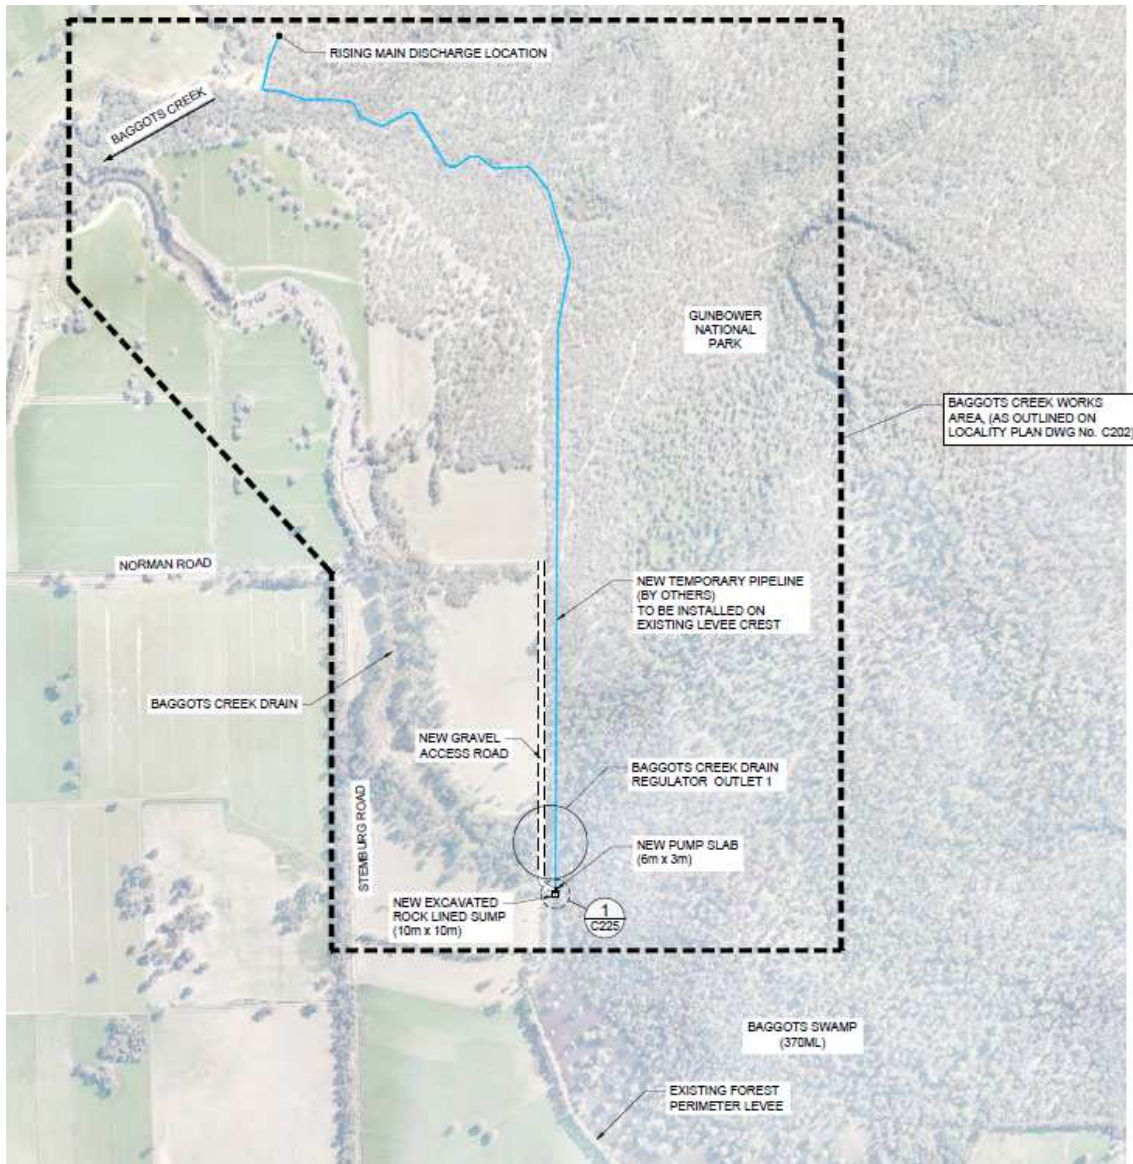 RISING MAIN DISCHARGE LOCATION
BAGGOTS CREEK
GUNBOWER
NATIONAL
PARK
BAGGOTS CREEK WORKS
AREA, (AS OUTLINED ON
LOCALITY PLAN DWG No. C202)
NORMAN ROAD
NEW TEMPORARY PIPELINE
(BY OTHERS)
TO BE INSTALLED ON
EXISTING LEVEE CREST
BAGGOTS CREEK DRAIN
NEW GRAVEL
ACCESS ROAD
BAGGOTS CREEK DRAIN
REGULATOR OUTLET 1
STEMBURG ROAD
NEW PUMP SLAB
(6m x 3m)
NEW EXCAVATED
ROCK LINED SUMP
(10m x 10m)
1
C225
BAGGOTS SWAMP
(370ML)
EXISTING FOREST
PERIMETER LEVEE